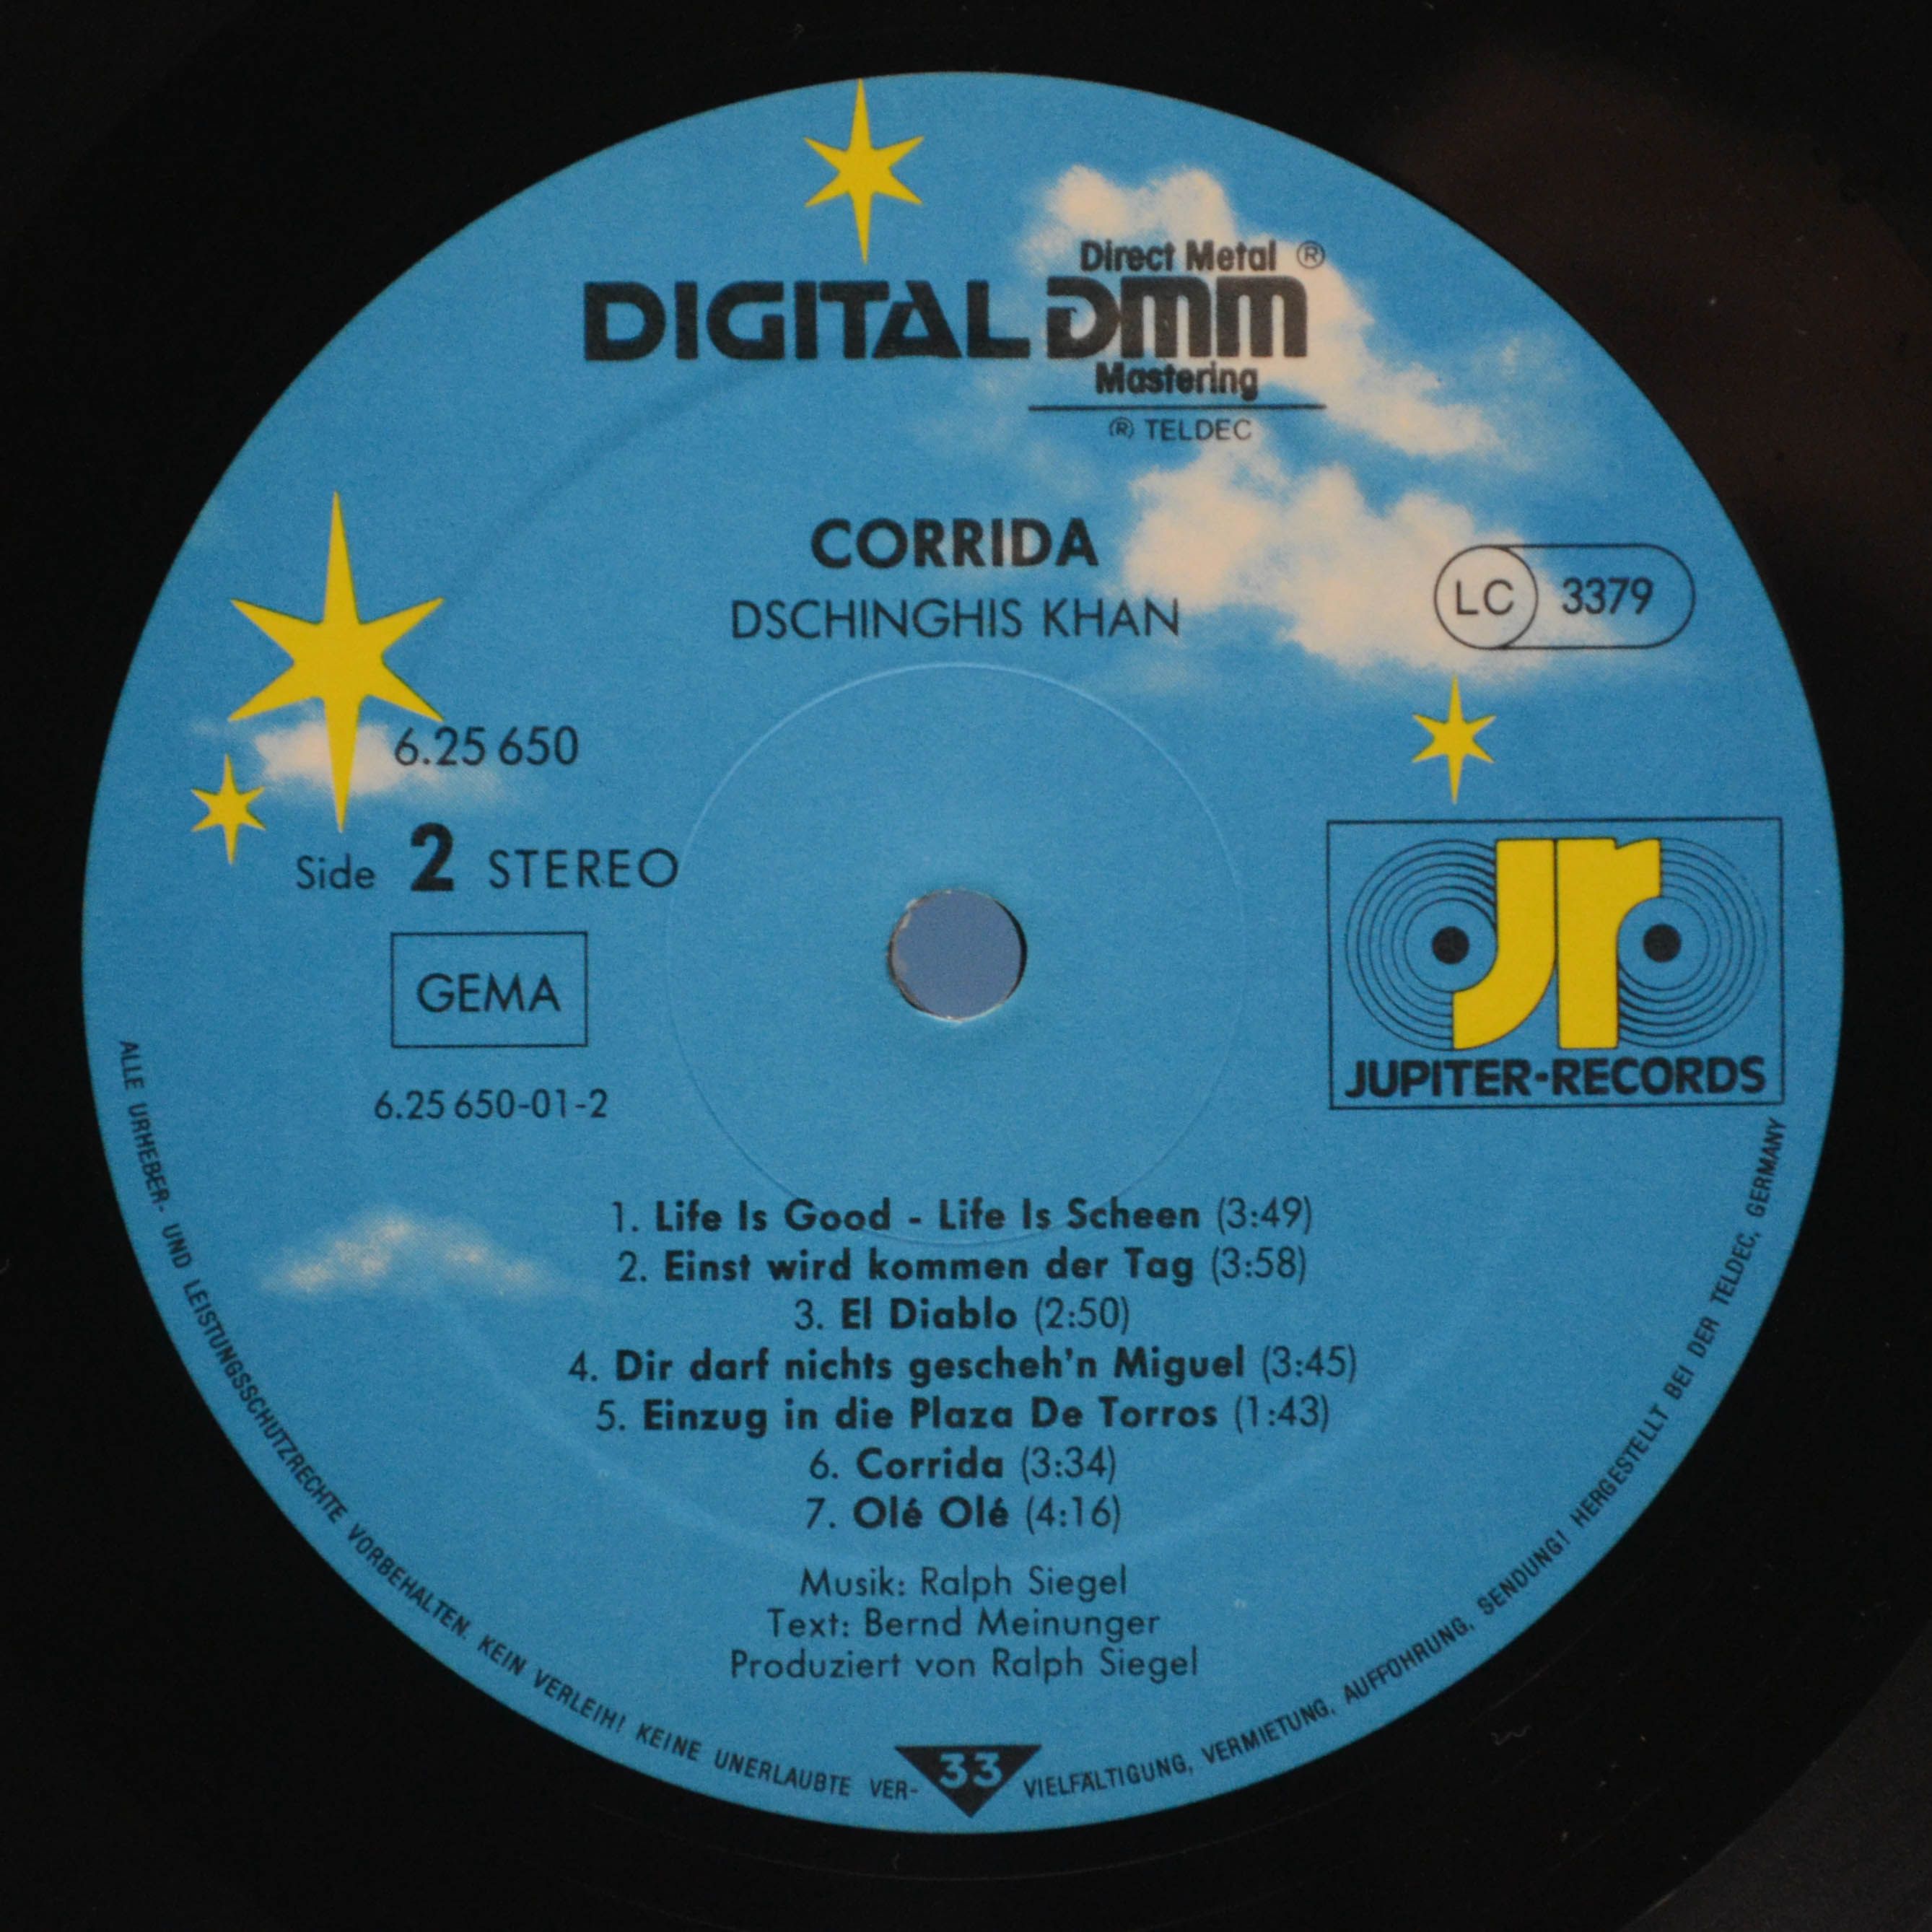 Direct Metal ®
DIGITAL DMM
Mastering
® TELDEC
CORRIDA
DSCHINGHIS KHAN
LC 3379
6.25 650
Side 2 STEREO
GEMA
6.25 650-01-2
jr
JUPITER-RECORDS
1. Life Is Good - Life Is Scheen (3:49)
2. Einst wird kommen der Tag (3:58)
3. El Diablo (2:50)
4. Dir darf nichts gescheh'n Miguel (3:45)
5. Einzug in die Plaza De Torros (1:43)
6. Corrida (3:34)
7. Olé Olé (4:16)
Musik: Ralph Siegel
Text: Bernd Meinunger
Produziert von Ralph Siegel
33
ALLE URHEBER- UND LEISTUNGSSCHUTZRECHTE VORBEHALTEN. KEIN VERLEIH! KEINE UNERLAUBTE VER-VIELFÄLTIGUNG, VERMIETUNG, AUFFÜHRUNG, SENDUNG! HERGESTELLT BEI DER TELDEC, GERMANY